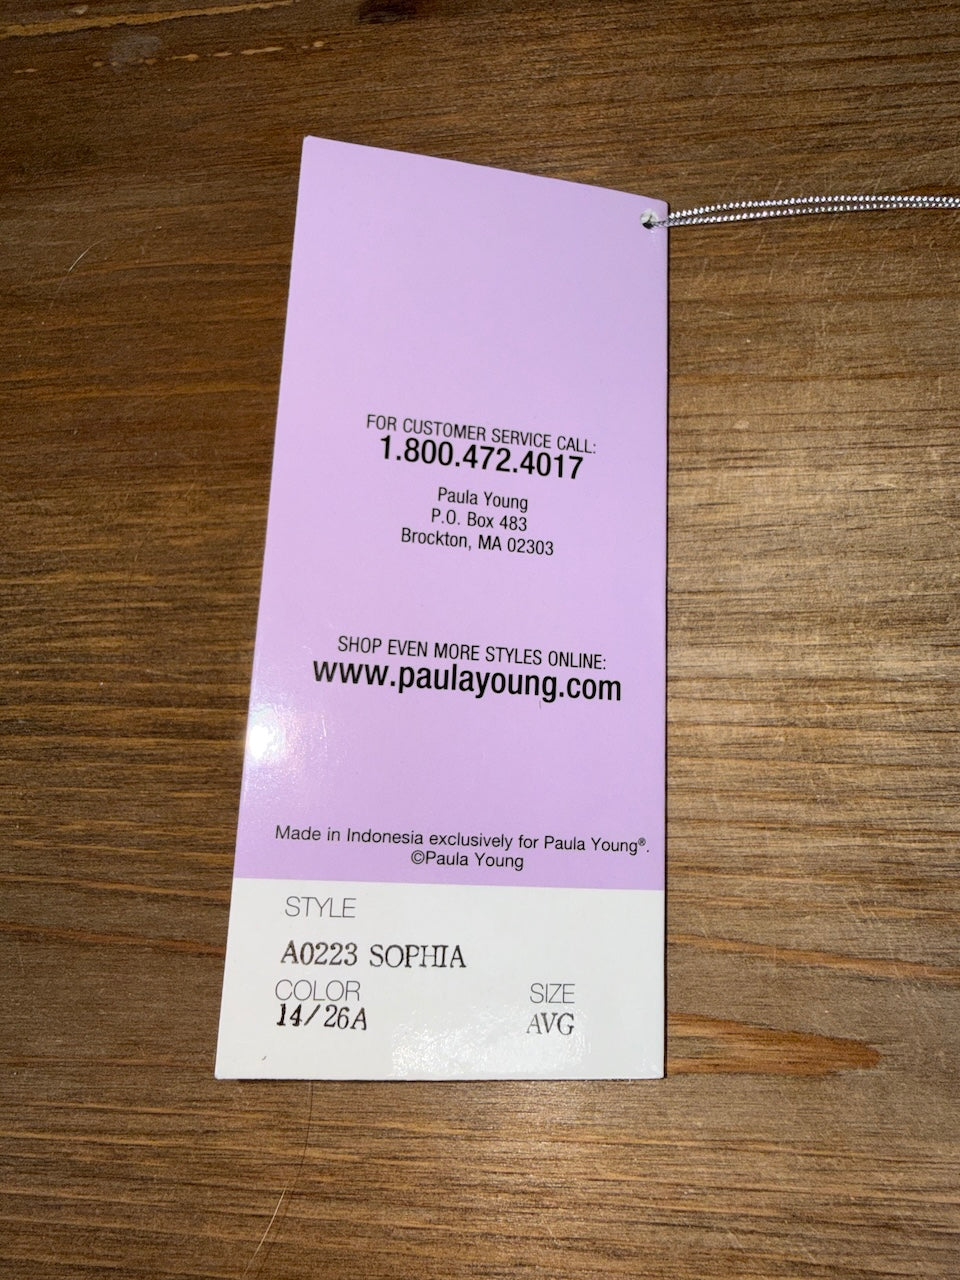 FOR CUSTOMER SERVICE CALL:
1.800.472.4017
Paula Young
P.O. Box 483
Brockton, MA 02303
SHOP EVEN MORE STYLES ONLINE:
www.paulayoung.com
Made in Indonesia exclusively for Paula Young®.
©Paula Young
STYLE
A0223 SOPHIA
COLOR SIZE
14/26A AVG